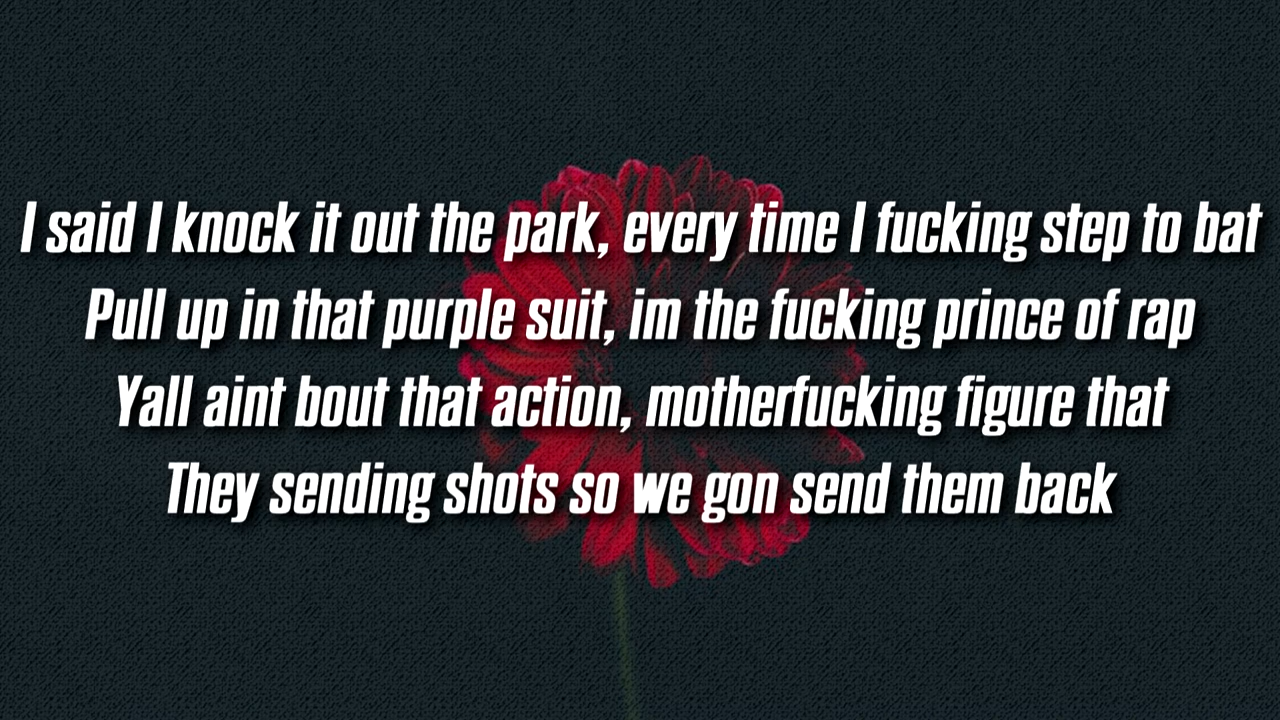 I said I knock it out the park, every time I fucking step to bat
Pull up in that purple suit, im the fucking prince of rap
Yall aint bout that action, motherfucking figure that
They sending shots so we gon send them back